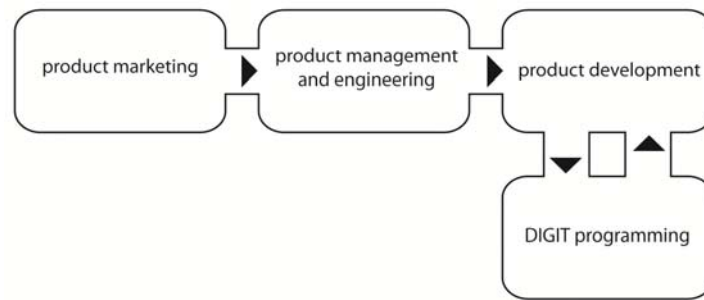 product marketing
product management
and engineering
product development
DIGIT programming